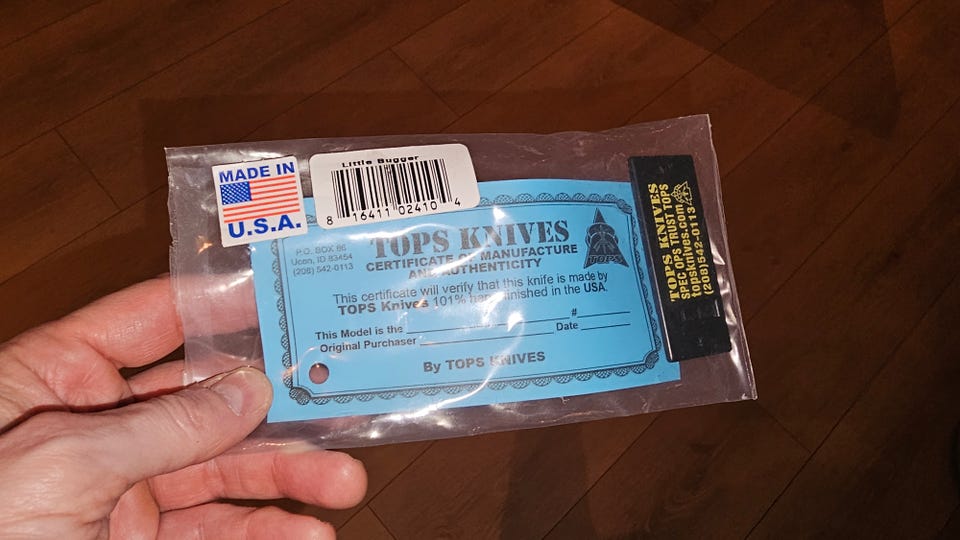 MADE IN
U.S.A.
Little Bugger
8 16411 02410 4
P.O. BOX 86
Ucon, ID 83454
(208) 542-0113
TOPS KNIVES
CERTIFICATE OF MANUFACTURE
AND AUTHENTICITY
TOPS
This certificate will verify that this knife is made by
TOPS Knives 101% hand finished in the USA.
This Model is the #
Original Purchaser Date
By TOPS KNIVES
TOPS KNIVES
SPEC OPS TRUST TOPS
topsknives.com
(208)542-0113